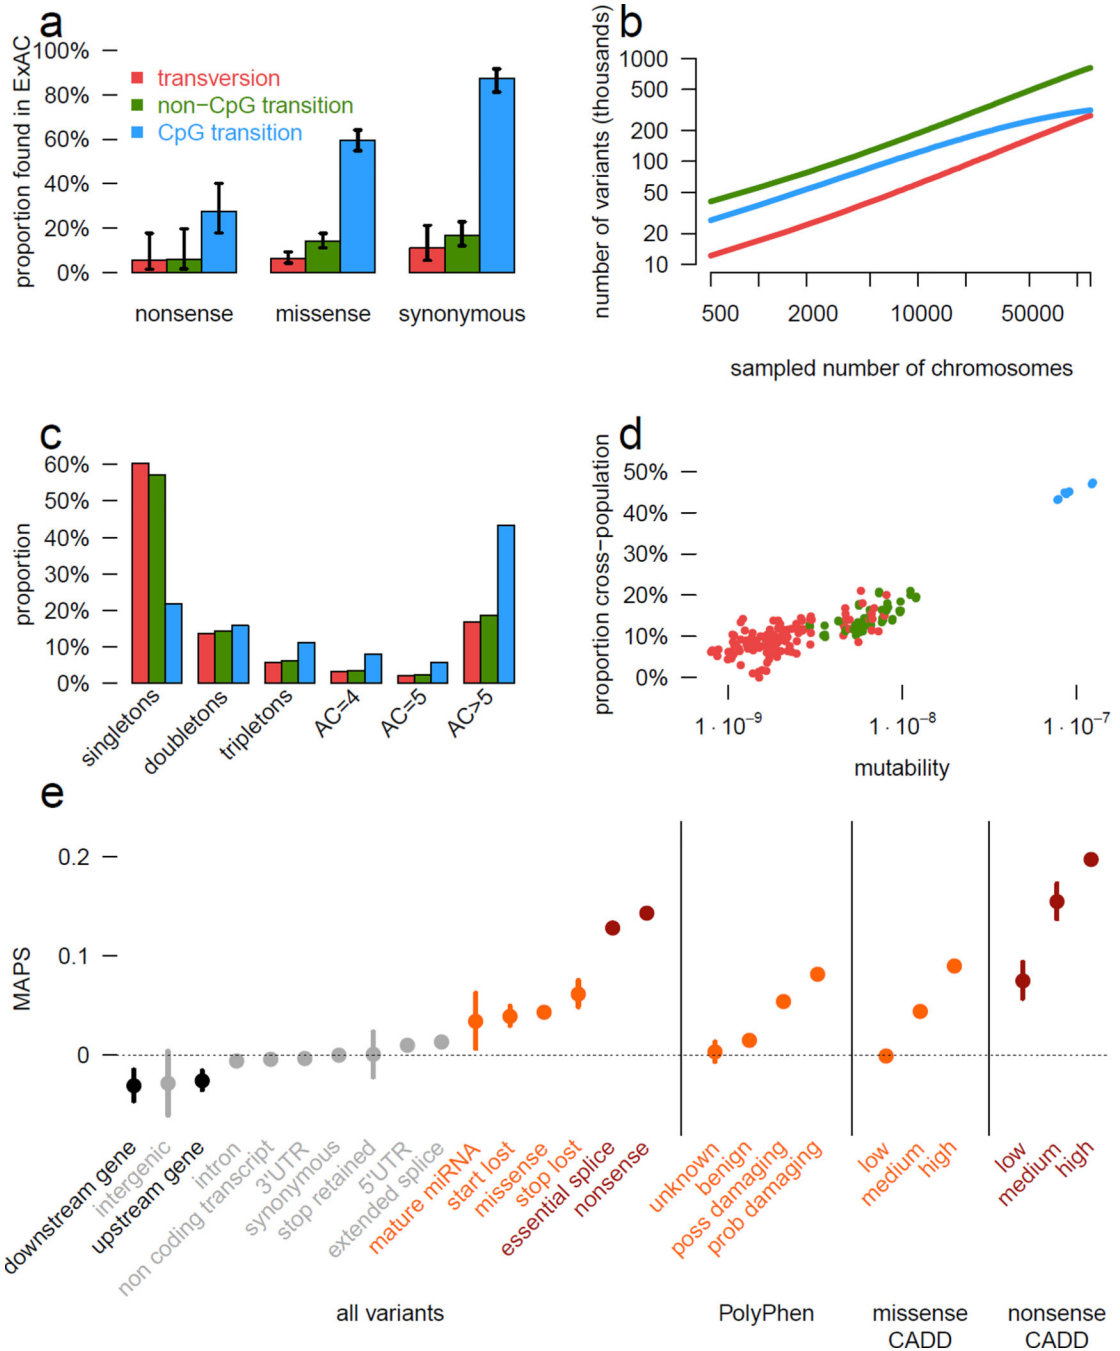 a
proportion found in ExAC
100%
80%
60%
40%
20%
0%
transversion
non−CpG transition
CpG transition
nonsense
missense
synonymous
b
number of variants (thousands)
1000
500
200
100
50
20
10
500
2000
10000
50000
sampled number of chromosomes
c
proportion
60%
50%
40%
30%
20%
10%
0%
singletons
doubletons
tripletons
AC=4
AC=5
AC>5
d
proportion cross−population
50%
40%
30%
20%
10%
0%
1·10⁻⁹
1·10⁻⁸
1·10⁻⁷
mutability
e
MAPS
0.2
0.1
0
downstream gene
intergenic
upstream gene
intron
non coding transcript
3'UTR
synonymous
stop retained
5'UTR
extended splice
mature miRNA
start lost
missense
stop lost
essential splice
nonsense
unknown
benign
poss damaging
prob damaging
low
medium
high
low
medium
high
all variants
PolyPhen
missense
CADD
nonsense
CADD